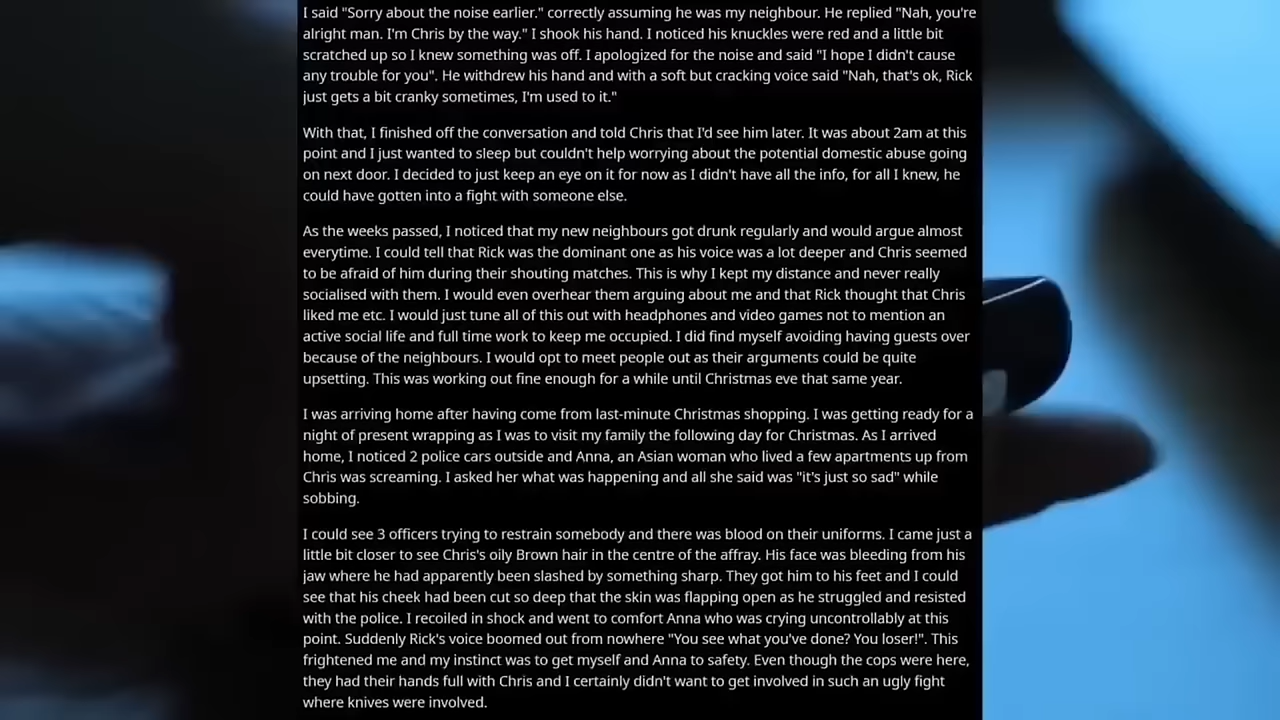 I said "Sorry about the noise earlier." correctly assuming he was my neighbour. He replied "Nah, you're
alright man. I'm Chris by the way." I shook his hand. I noticed his knuckles were red and a little bit
scratched up so I knew something was off. I apologized for the noise and said "I hope I didn't cause
any trouble for you". He withdrew his hand and with a soft but cracking voice said "Nah, that's ok, Rick
just gets a bit cranky sometimes, I'm used to it."
With that, I finished off the conversation and told Chris that I'd see him later. It was about 2am at this
point and I just wanted to sleep but couldn't help worrying about the potential domestic abuse going
on next door. I decided to just keep an eye on it for now as I didn't have all the info, for all I knew, he
could have gotten into a fight with someone else.
As the weeks passed, I noticed that my new neighbours got drunk regularly and would argue almost
everytime. I could tell that Rick was the dominant one as his voice was a lot deeper and Chris seemed
to be afraid of him during their shouting matches. This is why I kept my distance and never really
socialised with them. I would even overhear them arguing about me and that Rick thought that Chris
liked me etc. I would just tune all of this out with headphones and video games not to mention an
active social life and full time work to keep me occupied. I did find myself avoiding having guests over
because of the neighbours. I would opt to meet people out as their arguments could be quite
upsetting. This was working out fine enough for a while until Christmas eve that same year.
I was arriving home after having come from last-minute Christmas shopping. I was getting ready for a
night of present wrapping as I was to visit my family the following day for Christmas. As I arrived
home, I noticed 2 police cars outside and Anna, an Asian woman who lived a few apartments up from
Chris was screaming. I asked her what was happening and all she said was "it's just so sad" while
sobbing.
I could see 3 officers trying to restrain somebody and there was blood on their uniforms. I came just a
little bit closer to see Chris's oily Brown hair in the centre of the affray. His face was bleeding from his
jaw where he had apparently been slashed by something sharp. They got him to his feet and I could
see that his cheek had been cut so deep that the skin was flapping open as he struggled and resisted
with the police. I recoiled in shock and went to comfort Anna who was crying uncontrollably at this
point. Suddenly Rick's voice boomed out from nowhere "You see what you've done? You loser!". This
frightened me and my instinct was to get myself and Anna to safety. Even though the cops were here,
they had their hands full with Chris and I certainly didn't want to get involved in such an ugly fight
where knives were involved.